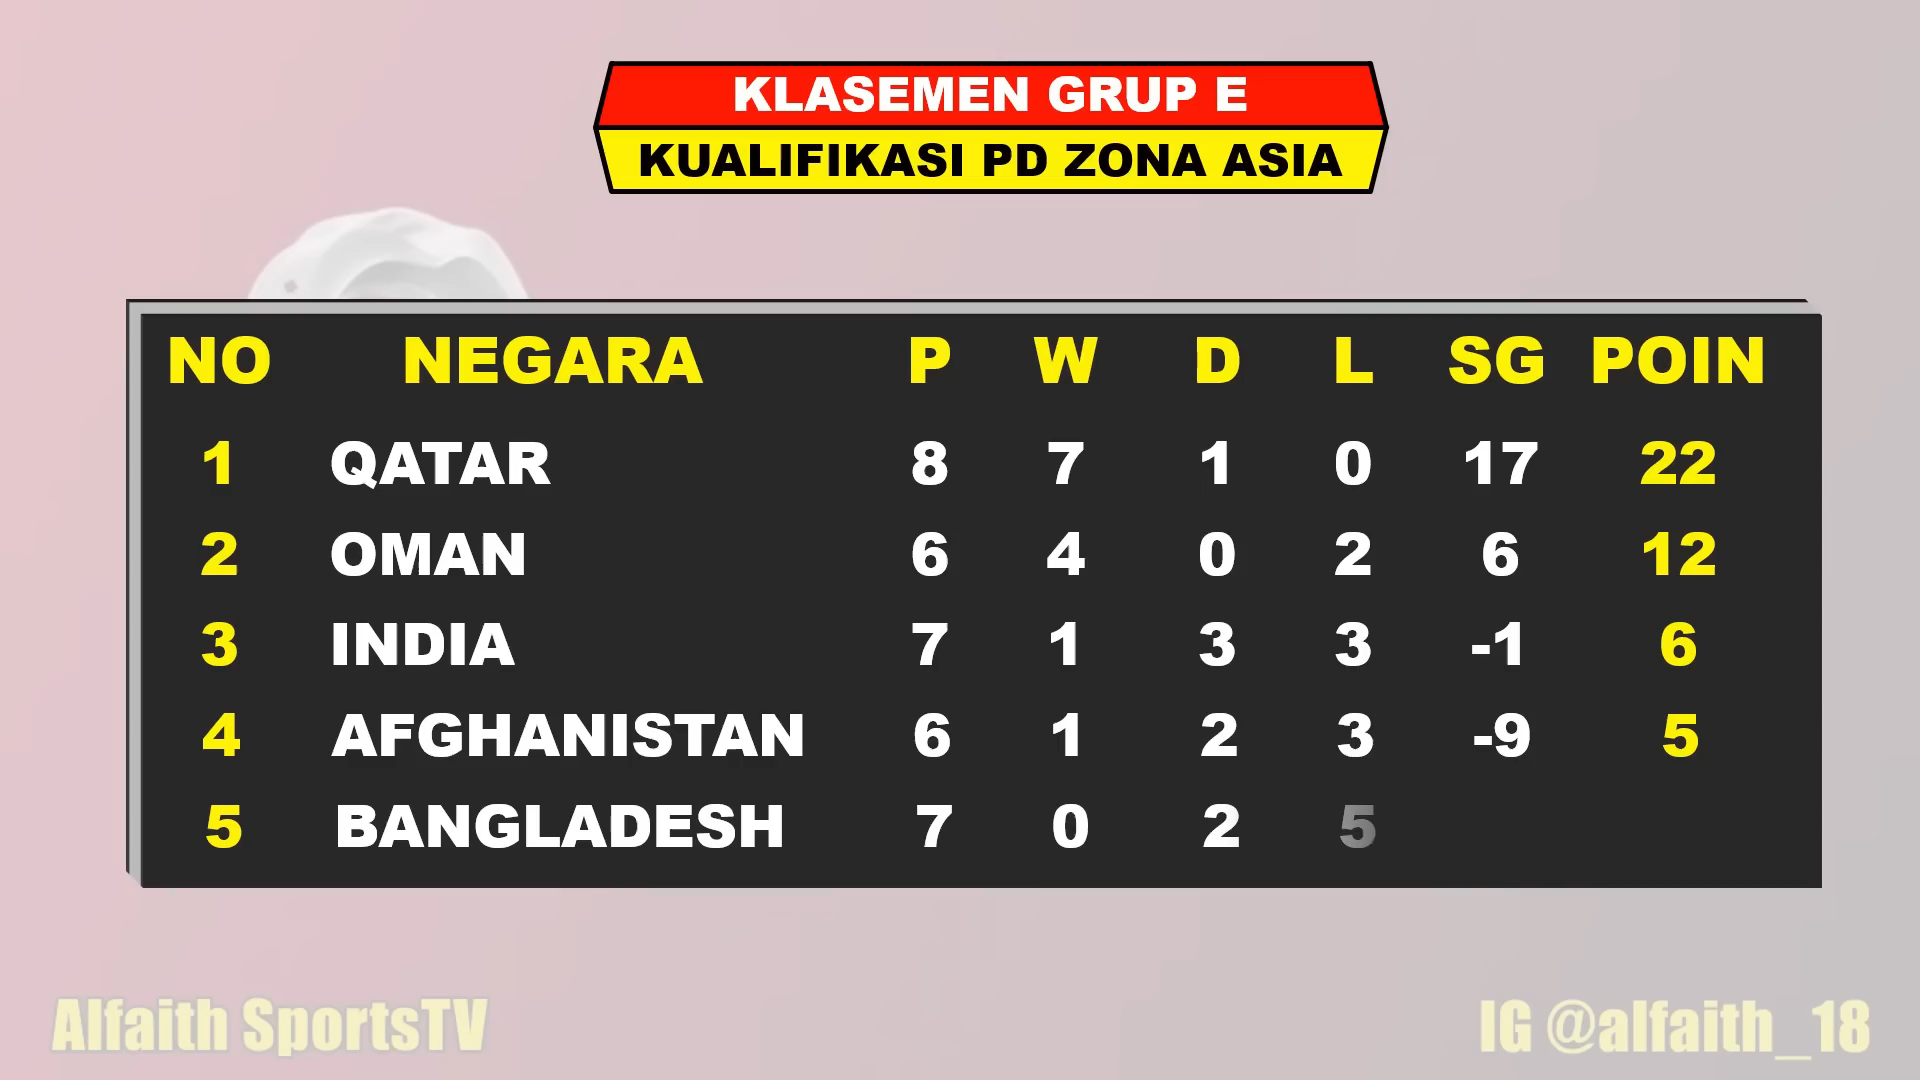 KLASEMEN GRUP E
KUALIFIKASI PD ZONA ASIA
NO NEGARA P W D L SG POIN
1 QATAR 8 7 1 0 17 22
2 OMAN 6 4 0 2 6 12
3 INDIA 7 1 3 3 -1 6
4 AFGHANISTAN 6 1 2 3 -9 5
5 BANGLADESH 7 0 2 5
Alfaith SportsTV IG @alfaith_18